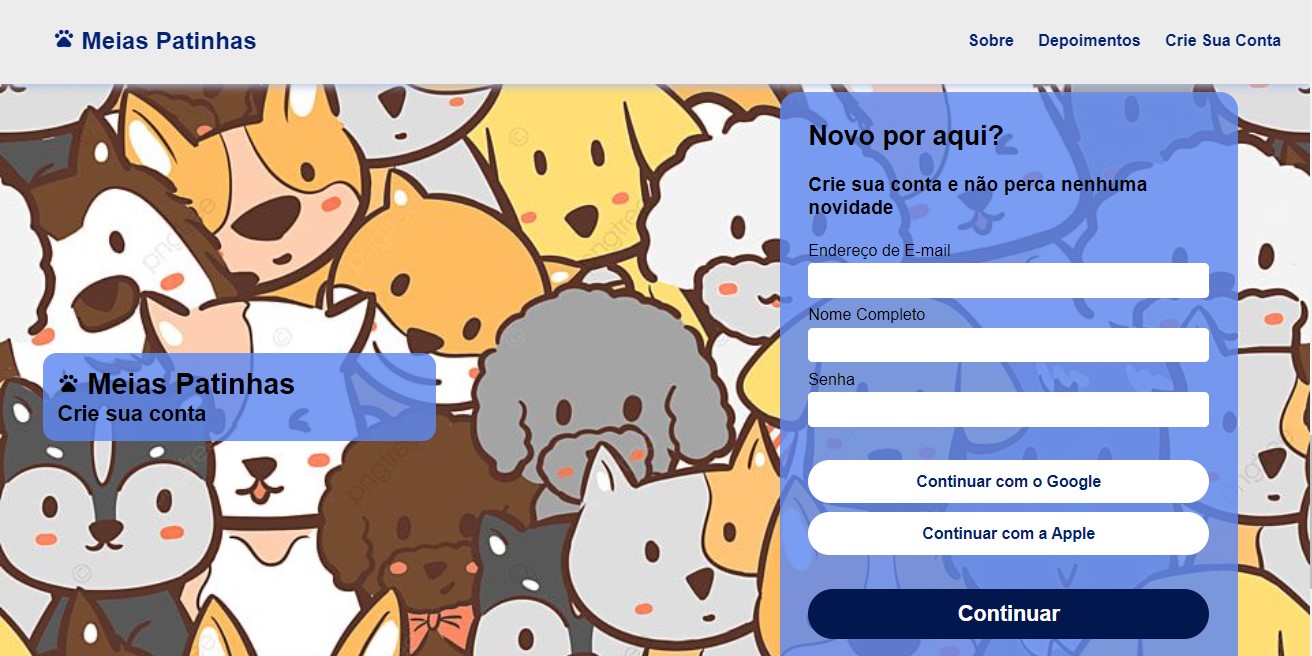 Meias Patinhas
Sobre
Depoimentos
Crie Sua Conta
Meias Patinhas
Crie sua conta
Novo por aqui?
Crie sua conta e não perca nenhuma
novidade
Endereço de E-mail
Nome Completo
Senha
Continuar com o Google
Continuar com a Apple
Continuar